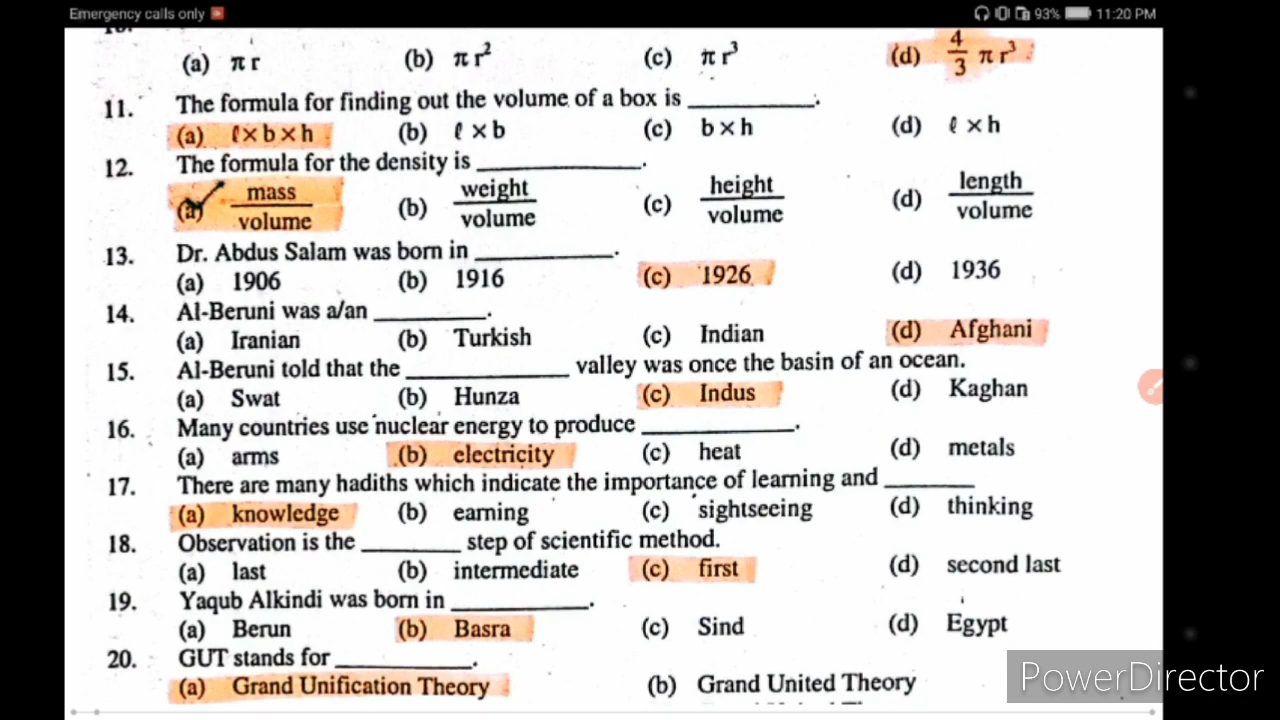 Emergency calls only 93% 11:20 PM
10.
(a) π r (b) π r² (c) π r³ (d) 4/3 π r³
11. The formula for finding out the volume of a box is ____________.
(a) ℓ × b × h (b) ℓ × b (c) b × h (d) ℓ × h
12. The formula for the density is ____________.
(a) mass/volume (b) weight/volume (c) height/volume (d) length/volume
13. Dr. Abdus Salam was born in ____________.
(a) 1906 (b) 1916 (c) 1926 (d) 1936
14. Al-Beruni was a/an __________.
(a) Iranian (b) Turkish (c) Indian (d) Afghani
15. Al-Beruni told that the ____________ valley was once the basin of an ocean.
(a) Swat (b) Hunza (c) Indus (d) Kaghan
16. Many countries use nuclear energy to produce ____________.
(a) arms (b) electricity (c) heat (d) metals
17. There are many hadiths which indicate the importance of learning and ________
(a) knowledge (b) earning (c) sightseeing (d) thinking
18. Observation is the _________ step of scientific method.
(a) last (b) intermediate (c) first (d) second last
19. Yaqub Alkindi was born in ____________.
(a) Berun (b) Basra (c) Sind (d) Egypt
20. GUT stands for ____________.
(a) Grand Unification Theory (b) Grand United Theory
PowerDirector